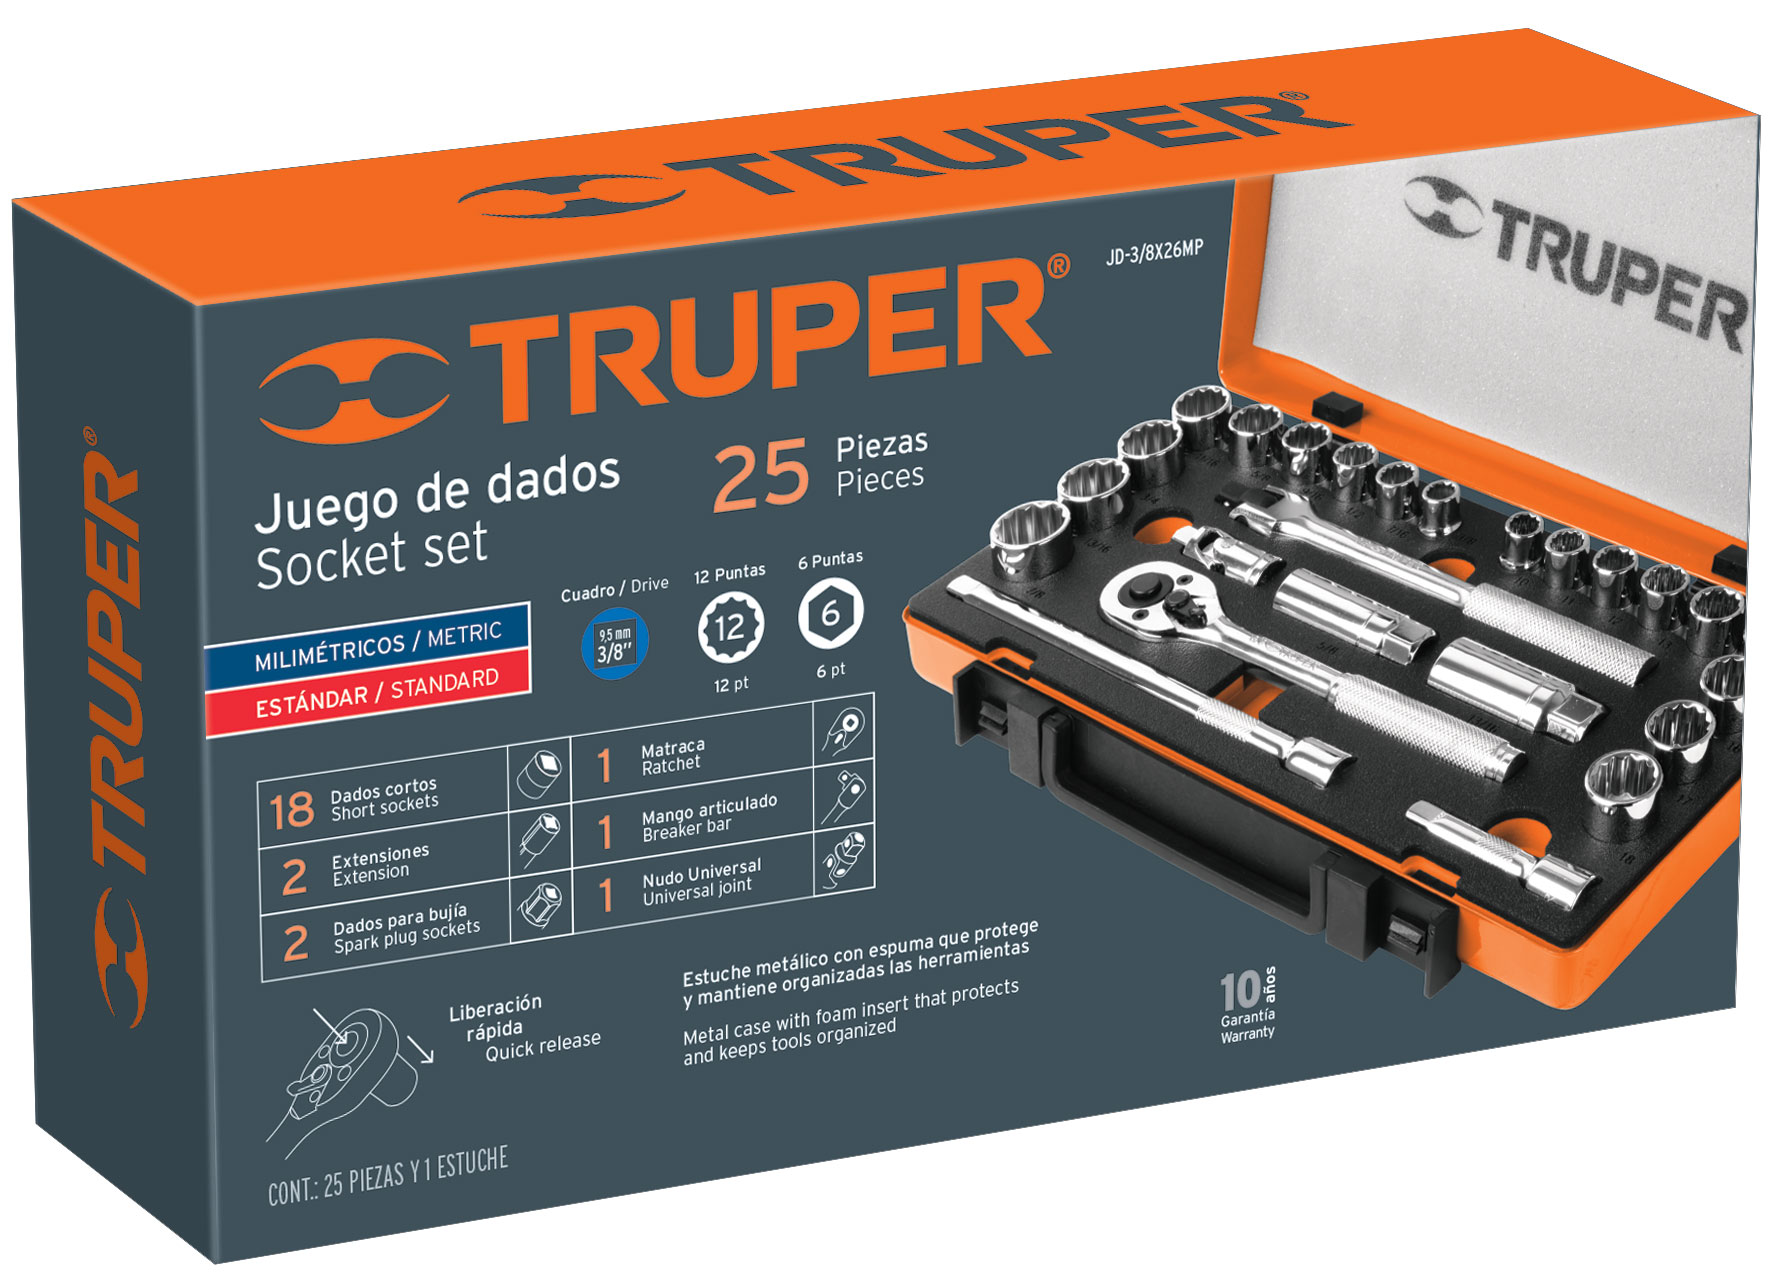 TRUPER®
TRUPER®
TRUPER®
JD-3/8X26MP
TRUPER
Juego de dados
Socket set
25
Piezas
Pieces
MILIMÉTRICOS / METRIC
ESTÁNDAR / STANDARD
Cuadro / Drive
9,5 mm
3/8"
12 Puntas
12
12 pt
6 Puntas
6
6 pt
18 Dados cortos
Short sockets
2 Extensiones
Extension
2 Dados para bujía
Spark plug sockets
1 Matraca
Ratchet
1 Mango articulado
Breaker bar
1 Nudo Universal
Universal joint
Liberación
rápida
Quick release
Estuche metálico con espuma que protege
y mantiene organizadas las herramientas
Metal case with foam insert that protects
and keeps tools organized
10 años
Garantía
Warranty
CONT.: 25 PIEZAS Y 1 ESTUCHE
TRUPER
5/8
18
17